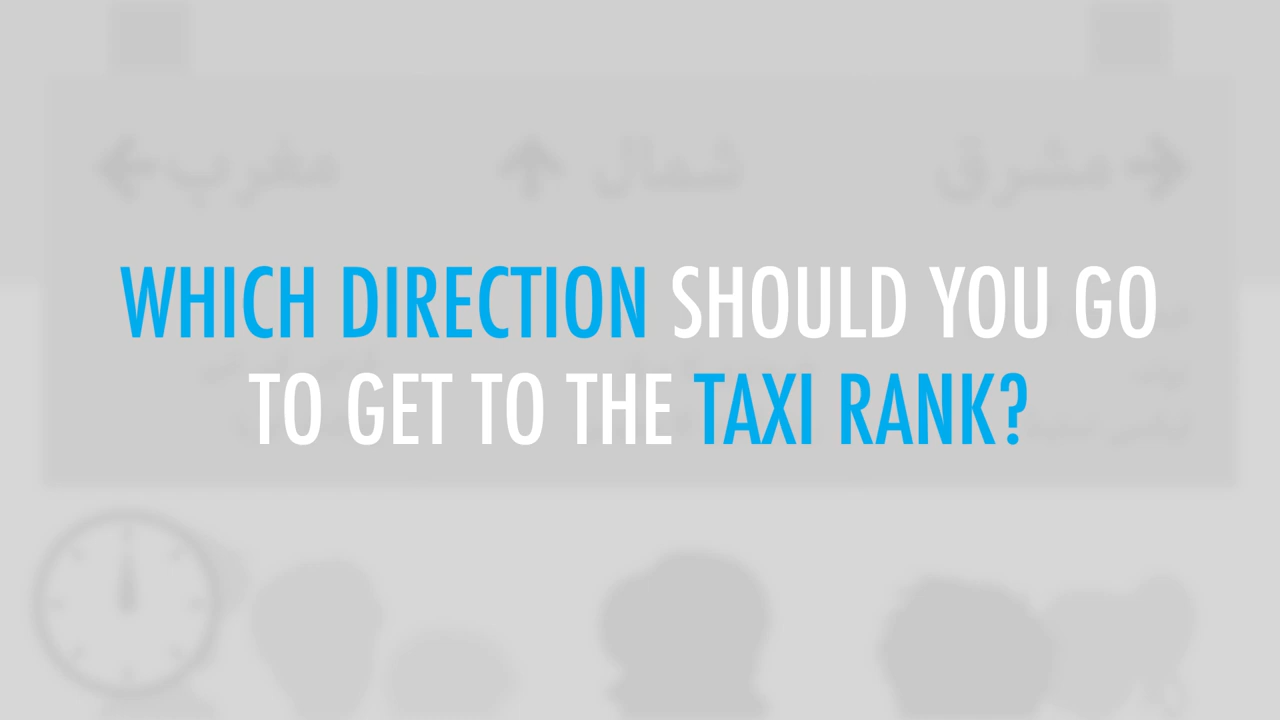 ← مغرب
↑ شمال
مشرق →
WHICH DIRECTION SHOULD YOU GO
TO GET TO THE TAXI RANK?